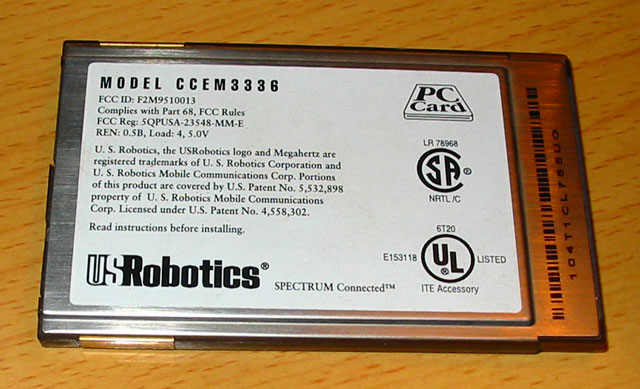 MODEL CCEM3336
FCC ID: F2M9510013
Complies with Part 68, FCC Rules
FCC Reg: 5QPUSA-23548-MM-E
REN: 0.5B, Load: 4, 5.0V
U. S. Robotics, the USRobotics logo and Megahertz are
registered trademarks of U. S. Robotics Corporation and
U. S. Robotics Mobile Communications Corp. Portions
of this product are covered by U.S. Patent No. 5,532,898
property of U. S. Robotics Mobile Communications
Corp. Licensed under U.S. Patent No. 4,558,302.
Read instructions before installing.
USRobotics®
SPECTRUM Connected™
PC
Card
LR 78968
SA ®
NRTL/C
6T20
E153118 UL ® LISTED
ITE Accessory